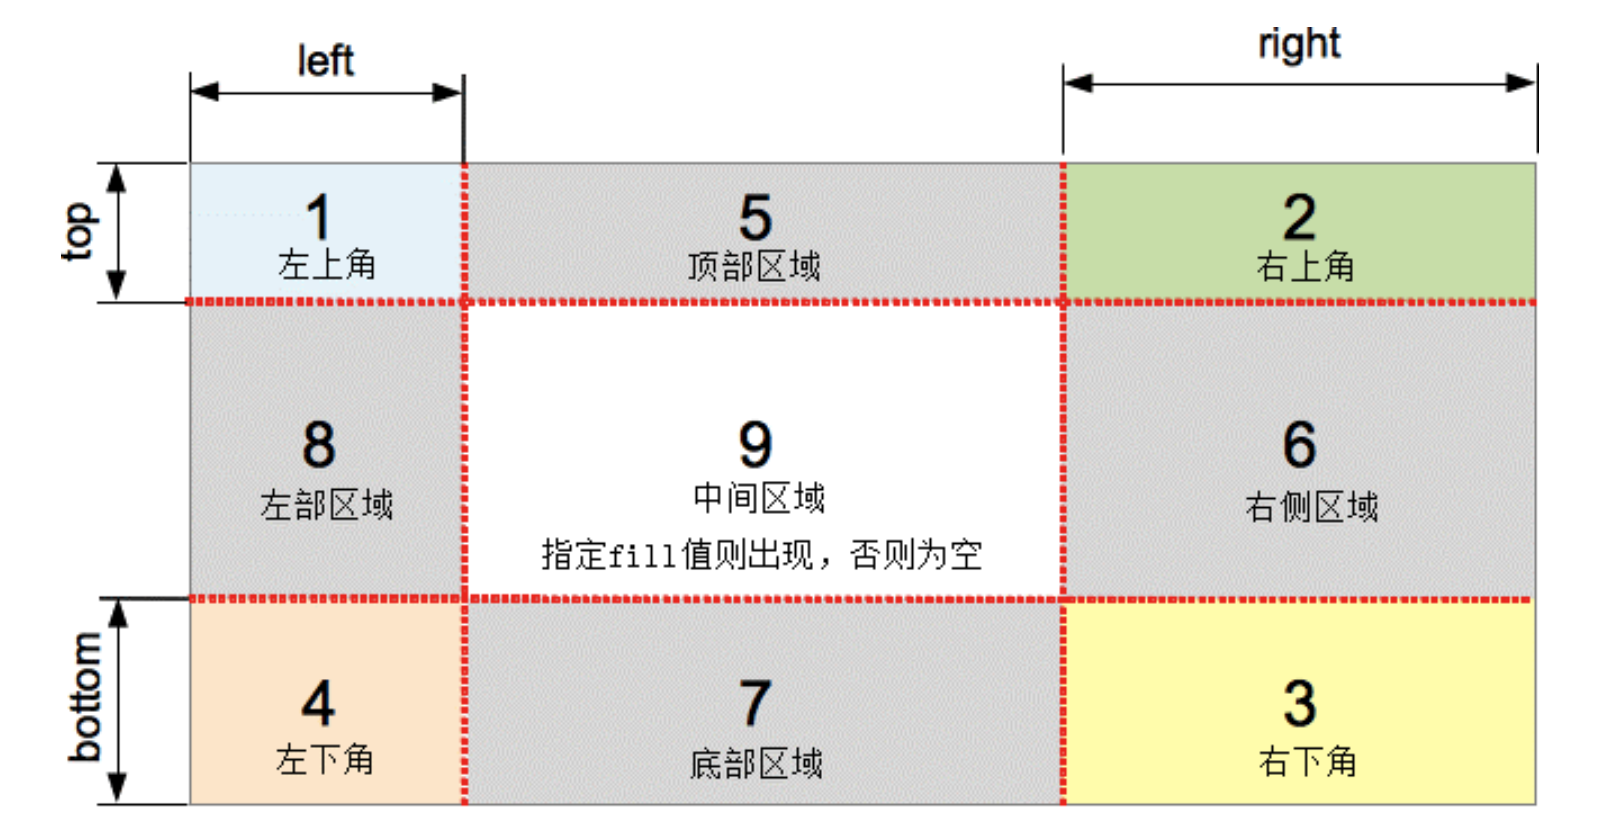 left
right
top
1
左上角
5
顶部区域
2
右上角
8
左部区域
9
中间区域
指定fill值则出现，否则为空
6
右侧区域
bottom
4
左下角
7
底部区域
3
右下角